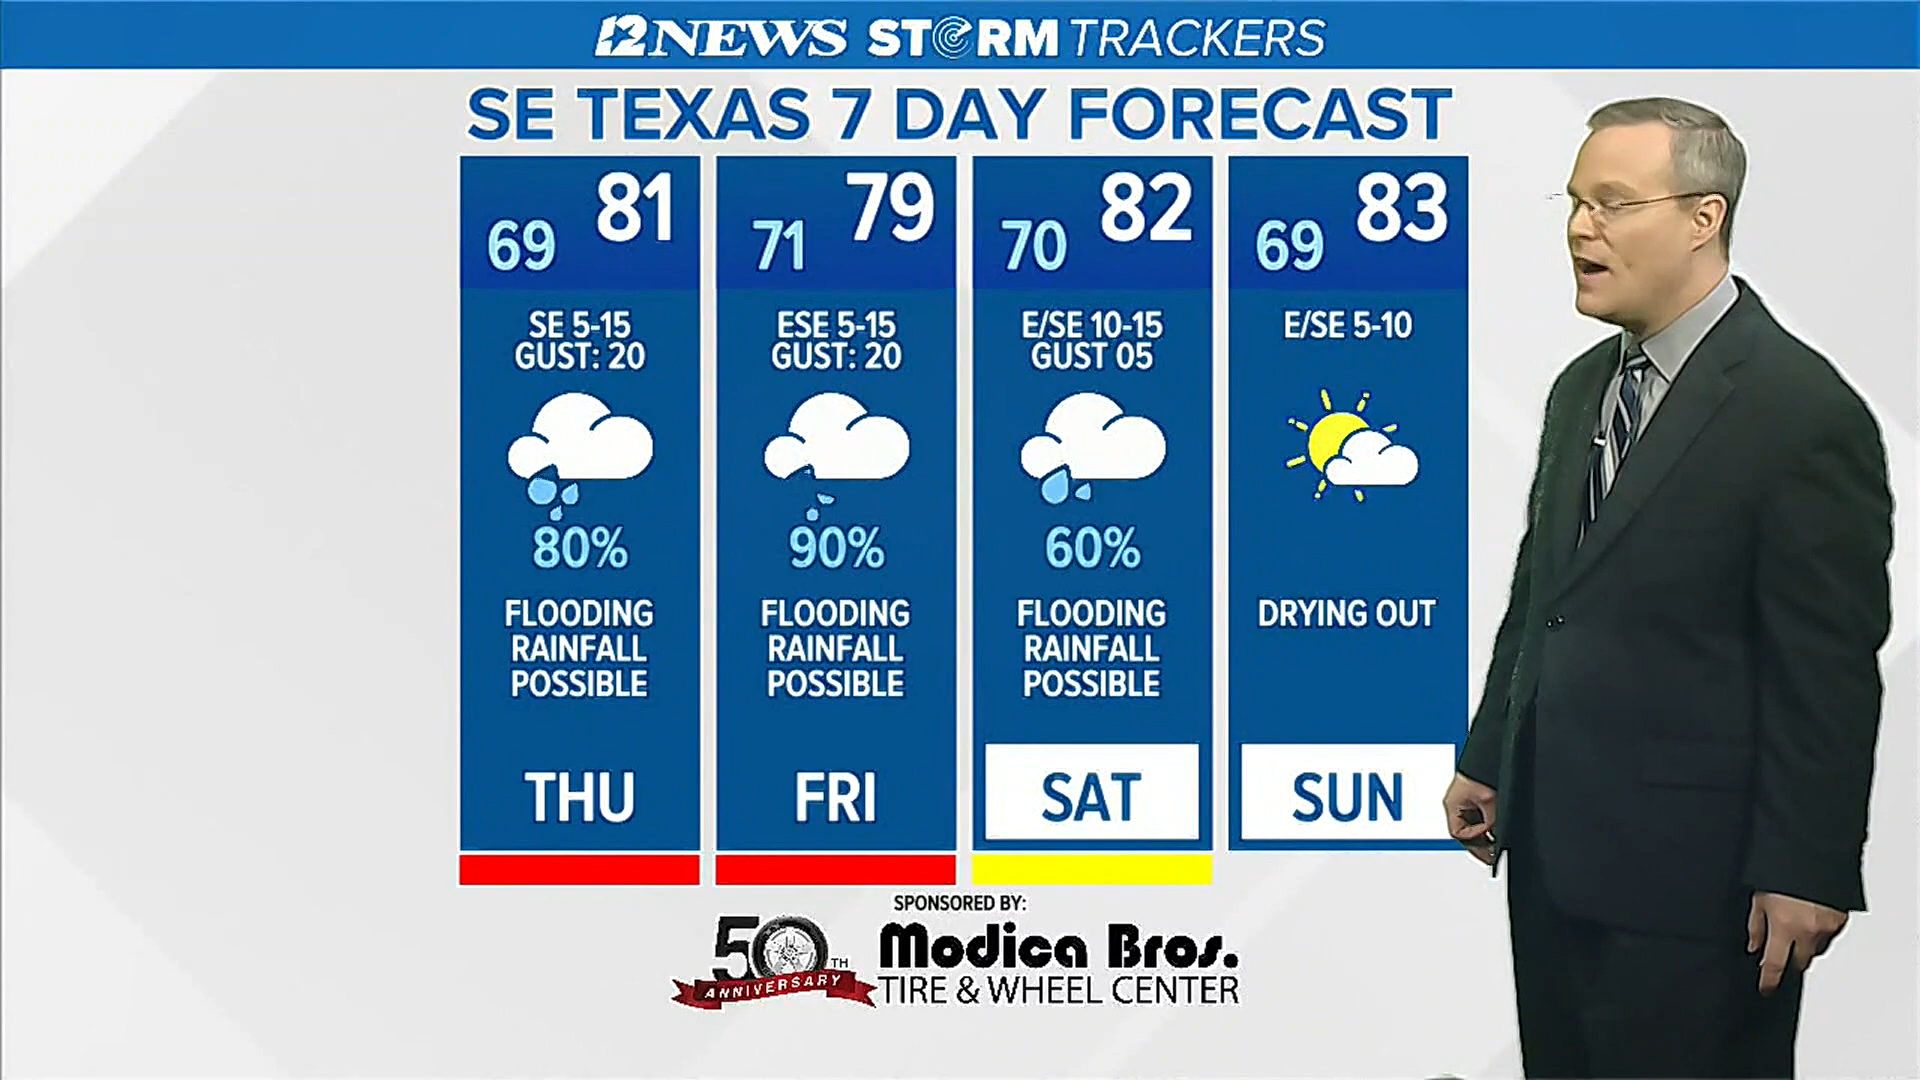 12NEWS STORM TRACKERS
SE TEXAS 7 DAY FORECAST
69 81
SE 5-15
GUST: 20
80%
FLOODING
RAINFALL
POSSIBLE
THU
71 79
ESE 5-15
GUST: 20
90%
FLOODING
RAINFALL
POSSIBLE
FRI
70 82
E/SE 10-15
GUST 05
60%
FLOODING
RAINFALL
POSSIBLE
SAT
69 83
E/SE 5-10
DRYING OUT
SUN
SPONSORED BY:
50TH
ANNIVERSARY
Modica Bros.
TIRE & WHEEL CENTER